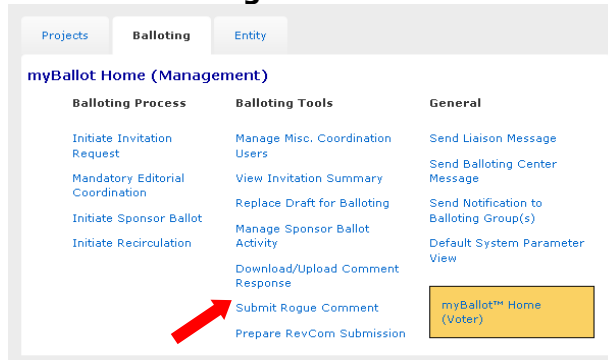 Projects
Balloting
Entity
myBallot Home (Management)
Balloting Process
Initiate Invitation
Request
Mandatory Editorial
Coordination
Initiate Sponsor Ballot
Initiate Recirculation
Balloting Tools
Manage Misc. Coordination
Users
View Invitation Summary
Replace Draft for Balloting
Manage Sponsor Ballot
Activity
Download/Upload Comment
Response
Submit Rogue Comment
Prepare RevCom Submission
General
Send Liaison Message
Send Balloting Center
Message
Send Notification to
Balloting Group(s)
Default System Parameter
View
myBallot™ Home
(Voter)